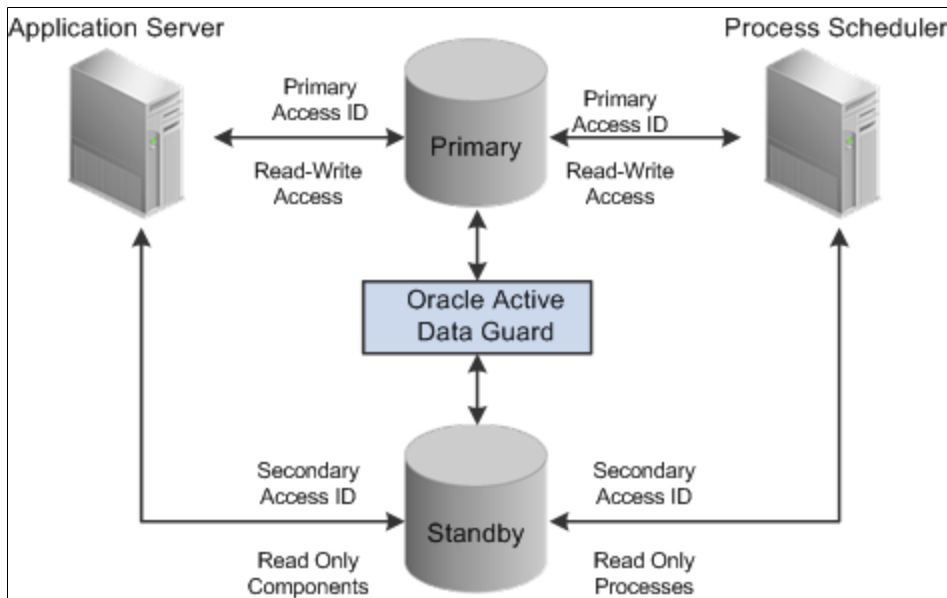 Application Server
Process Scheduler
Primary
Access ID
Read-Write
Access
Primary
Primary
Access ID
Read-Write
Access
Oracle Active
Data Guard
Secondary
Access ID
Read Only
Components
Standby
Secondary
Access ID
Read Only
Processes